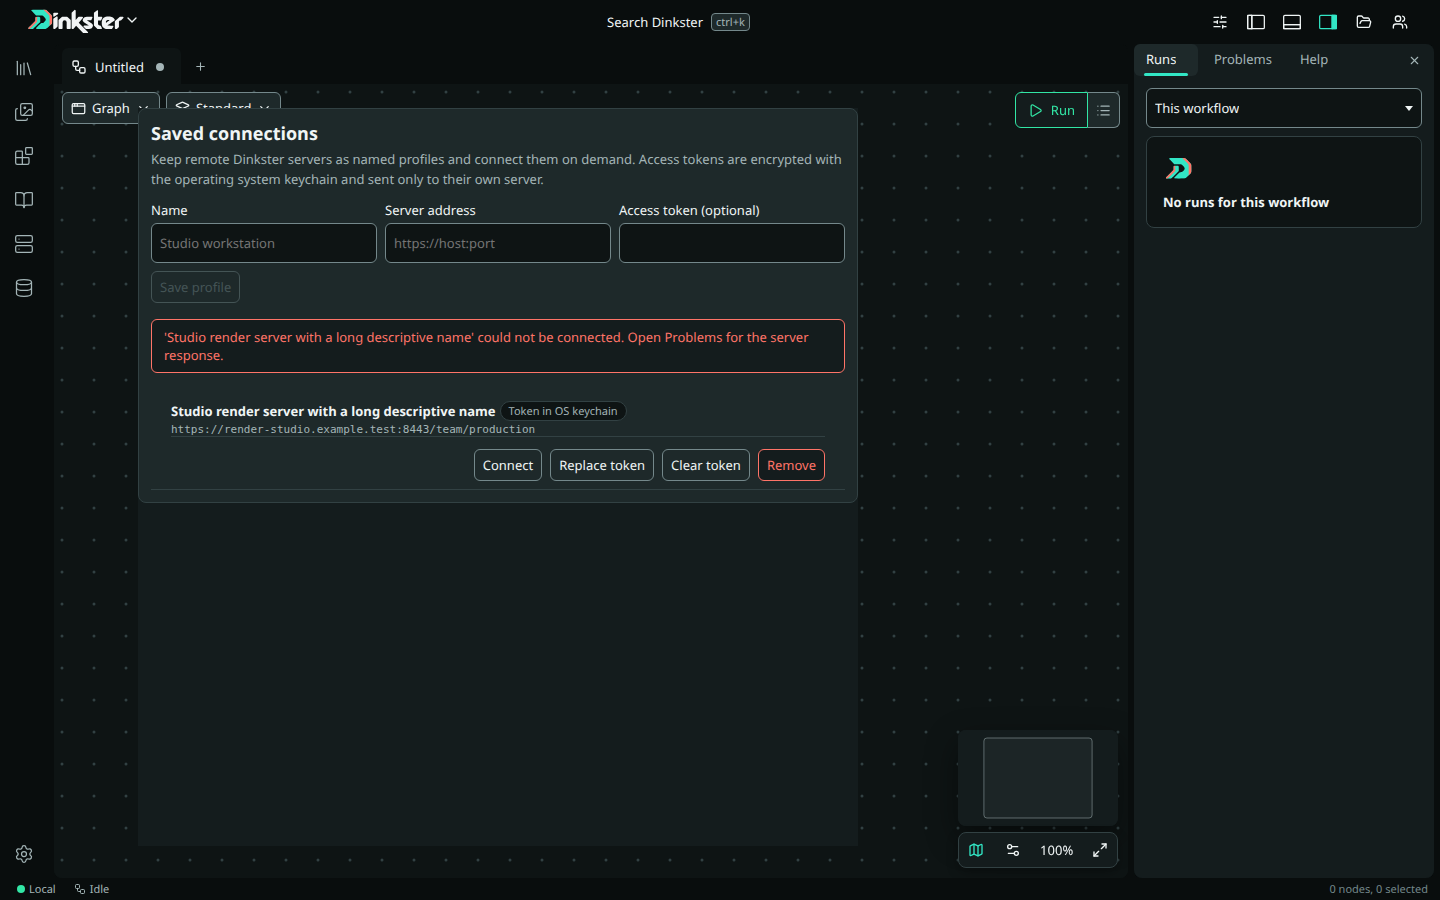 Dinkster
Search Dinkster ctrl+k
Untitled
Graph
Standard
Run
Saved connections
Keep remote Dinkster servers as named profiles and connect them on demand. Access tokens are encrypted with
the operating system keychain and sent only to their own server.
Name
Server address
Access token (optional)
Studio workstation
https://host:port
Save profile
'Studio render server with a long descriptive name' could not be connected. Open Problems for the server
response.
Studio render server with a long descriptive name Token in OS keychain
https://render-studio.example.test:8443/team/production
Connect
Replace token
Clear token
Remove
Runs
Problems
Help
This workflow
No runs for this workflow
100%
Local
Idle
0 nodes, 0 selected